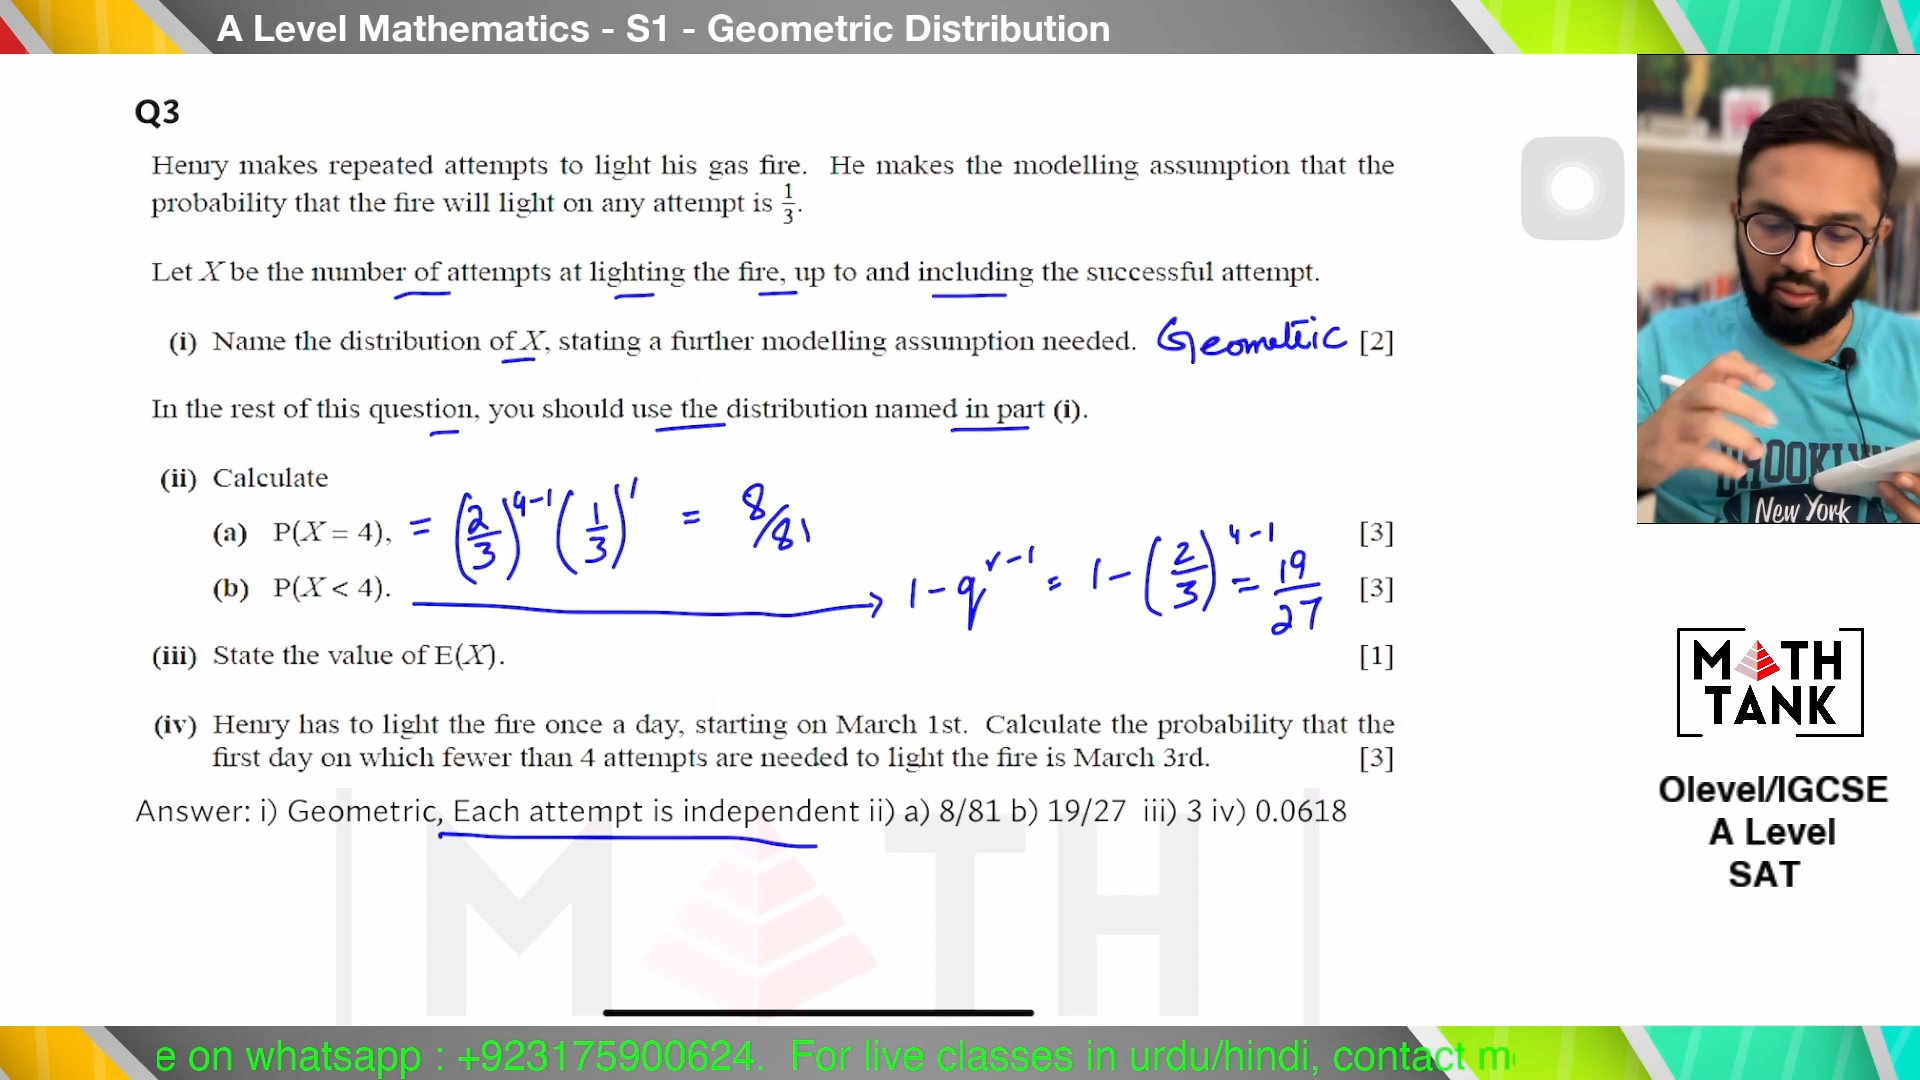 A Level Mathematics - S1 - Geometric Distribution
Q3
Henry makes repeated attempts to light his gas fire. He makes the modelling assumption that the
probability that the fire will light on any attempt is 1/3.
Let X be the number of attempts at lighting the fire, up to and including the successful attempt.
(i) Name the distribution of X, stating a further modelling assumption needed. Geometric [2]
In the rest of this question, you should use the distribution named in part (i).
(ii) Calculate
(a) P(X = 4), = (2/3)^4-1 (1/3)^1 = 8/81 [3]
(b) P(X < 4). 1-q^r-1 = 1-(2/3)^4-1 = 19/27 [3]
(iii) State the value of E(X). [1]
(iv) Henry has to light the fire once a day, starting on March 1st. Calculate the probability that the
first day on which fewer than 4 attempts are needed to light the fire is March 3rd. [3]
Answer: i) Geometric, Each attempt is independent ii) a) 8/81 b) 19/27 iii) 3 iv) 0.0618
MATH
BROOKLYN
New York
MATH
TANK
Olevel/IGCSE
A Level
SAT
e on whatsapp : +923175900624. For live classes in urdu/hindi, contact m